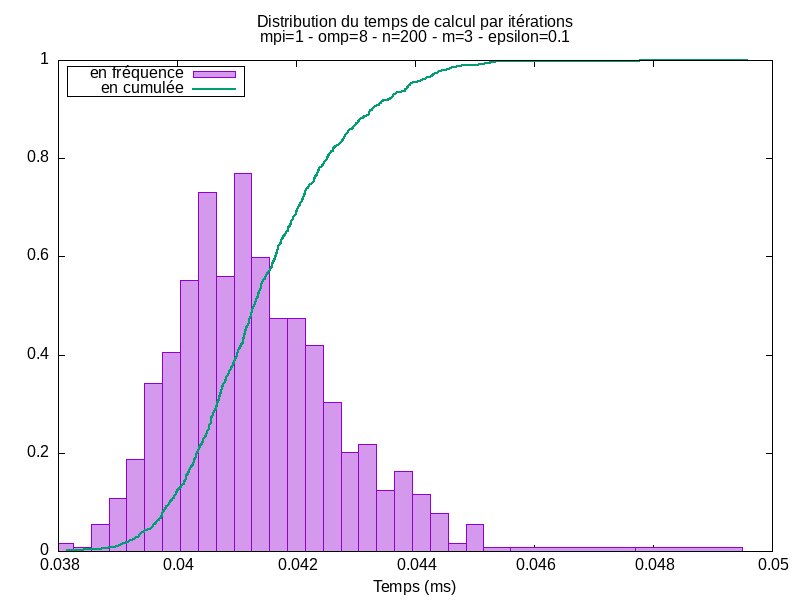 Distribution du temps de calcul par itérations
mpi=1 - omp=8 - n=200 - m=3 - epsilon=0.1
en fréquence
en cumulée
1
0.8
0.6
0.4
0.2
0
0.038 0.04 0.042 0.044 0.046 0.048 0.05
Temps (ms)